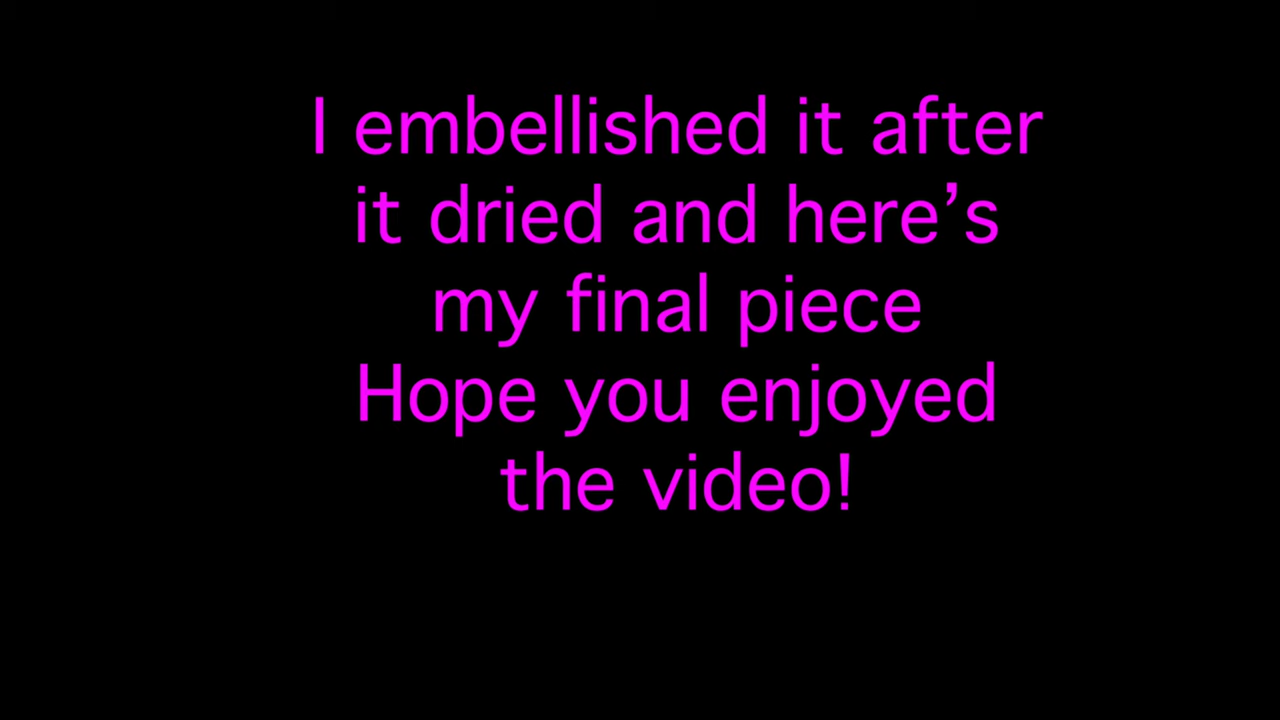 I embellished it after
it dried and here’s
my final piece
Hope you enjoyed
the video!